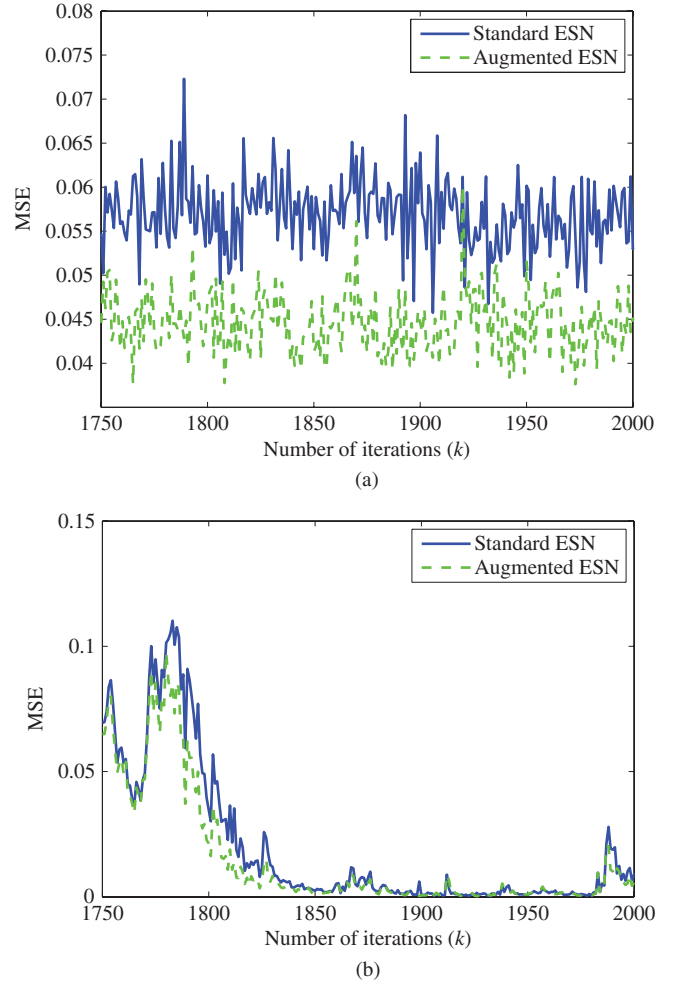 0.08
0.075
0.07
0.065
0.06
0.055
0.05
0.045
0.04
MSE
Standard ESN
Augmented ESN
1750 1800 1850 1900 1950 2000
Number of iterations (k)
(a)
0.15
0.1
0.05
0
MSE
Standard ESN
Augmented ESN
1750 1800 1850 1900 1950 2000
Number of iterations (k)
(b)